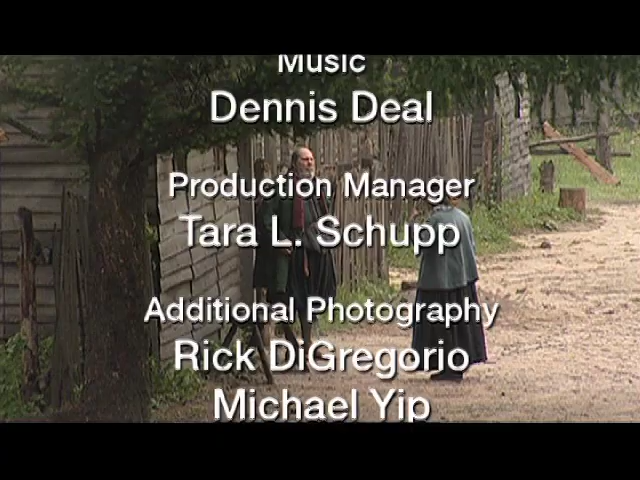 Music
Dennis Deal
Production Manager
Tara L. Schupp
Additional Photography
Rick DiGregorio
Michael Yip